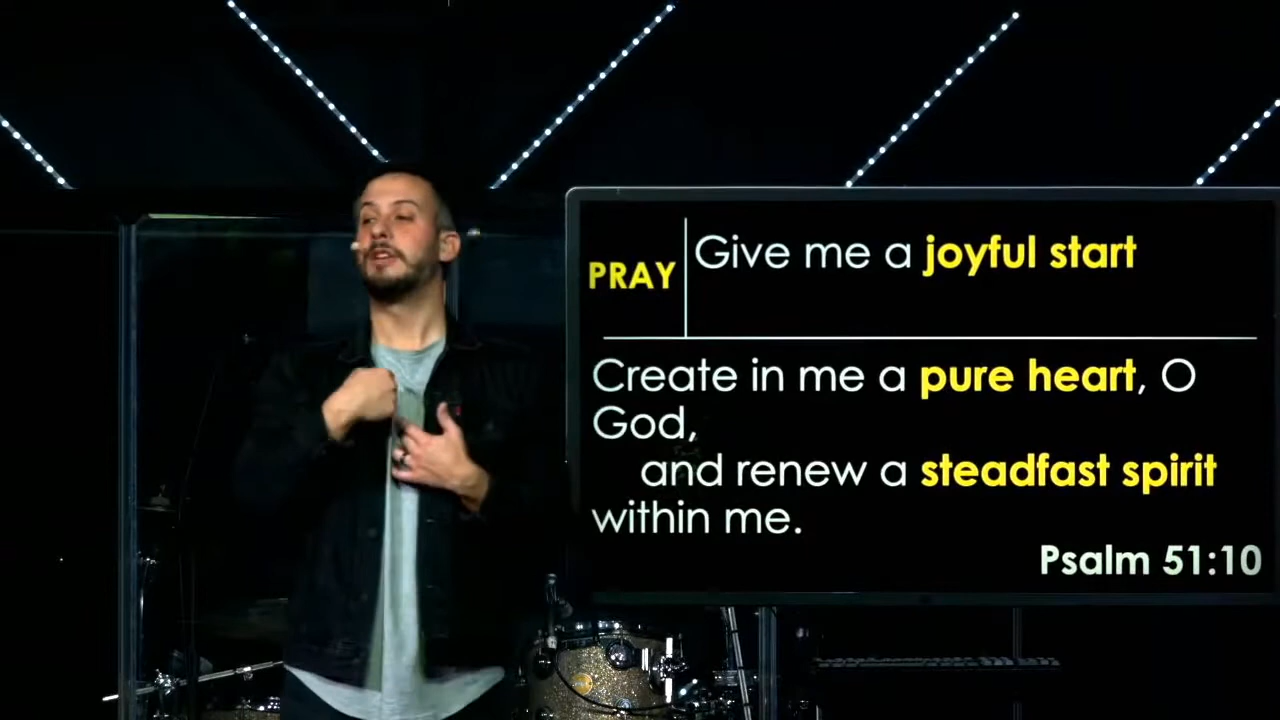 PRAY
Give me a joyful start
Create in me a pure heart, O
God,
and renew a steadfast spirit
within me.
Psalm 51:10